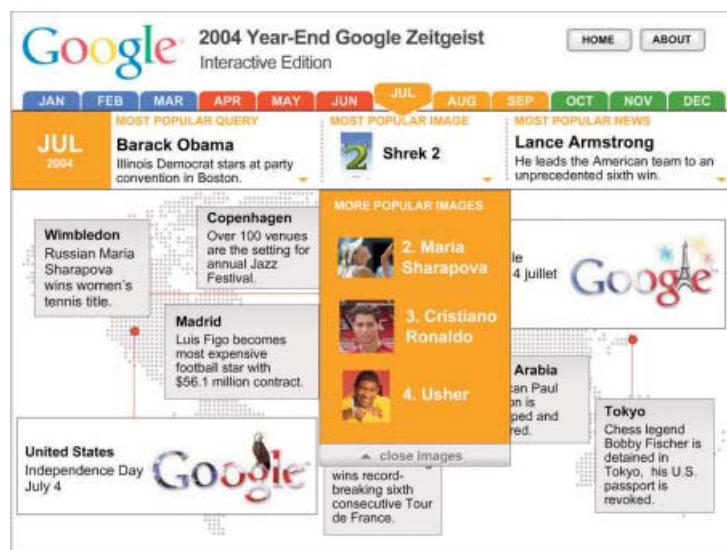 Google
2004 Year-End Google Zeitgeist
Interactive Edition
HOME
ABOUT
JAN
FEB
MAR
APR
MAY
JUN
JUL
AUG
SEP
OCT
NOV
DEC
JUL
2004
MOST POPULAR QUERY
Barack Obama
Illinois Democrat stars at party
convention in Boston.
MOST POPULAR IMAGE
2
Shrek 2
MOST POPULAR NEWS
Lance Armstrong
He leads the American team to an
unprecedented sixth win.
Wimbledon
Russian Maria
Sharapova
wins women's
tennis title.
Copenhagen
Over 100 venues
are the setting for
annual Jazz
Festival.
Madrid
Luis Figo becomes
most expensive
football star with
$56.1 million contract.
MORE POPULAR IMAGES
2. Maria
Sharapova
3. Cristiano
Ronaldo
4. Usher
close images
le
4 juillet
Google
Arabia
can Paul
on is
ped and
red.
Tokyo
Chess legend
Bobby Fischer is
detained in
Tokyo, his U.S.
passport is
revoked.
United States
Independence Day
July 4
Google
wins record-
breaking sixth
consecutive Tour
de France.